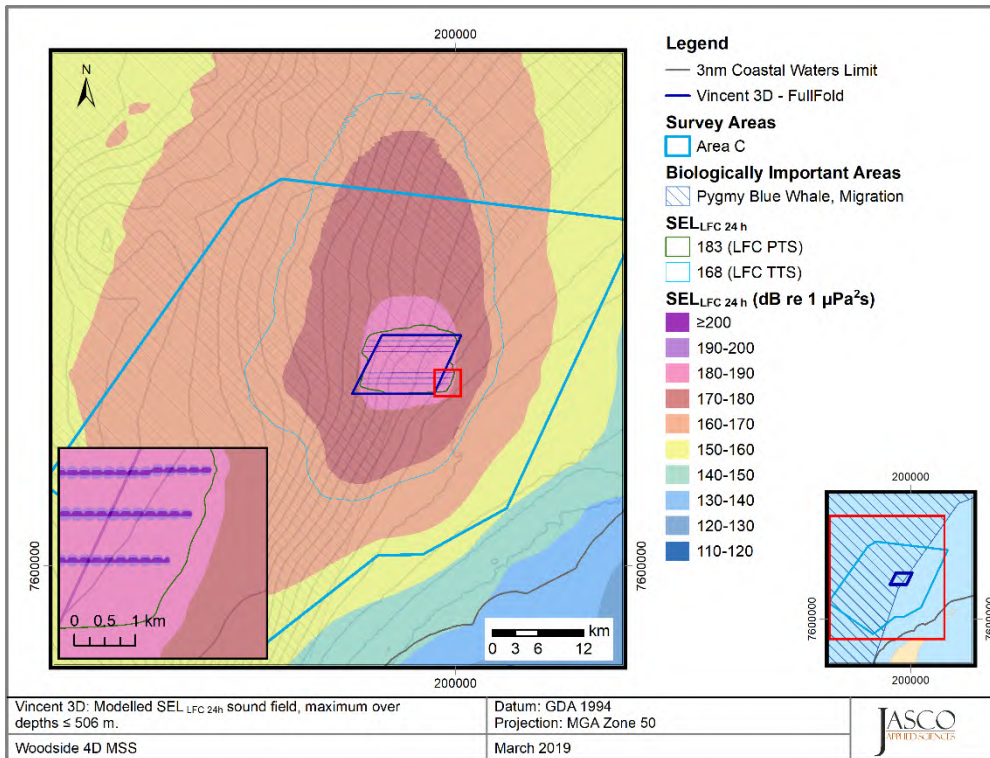 200000
N
7600000
7600000
0 0.5 1 km
km
0 3 6 12
200000
Legend
3nm Coastal Waters Limit
Vincent 3D - FullFold
Survey Areas
Area C
Biologically Important Areas
Pygmy Blue Whale, Migration
SEL LFC 24 h
183 (LFC PTS)
168 (LFC TTS)
SEL LFC 24 h (dB re 1 µPa²s)
≥200
190-200
180-190
170-180
160-170
150-160
140-150
130-140
120-130
110-120
200000
7600000
7600000
200000
Vincent 3D: Modelled SEL LFC 24h sound field, maximum over
depths ≤ 506 m.
Datum: GDA 1994
Projection: MGA Zone 50
Woodside 4D MSS
March 2019
JASCO
APPLIED SCIENCES